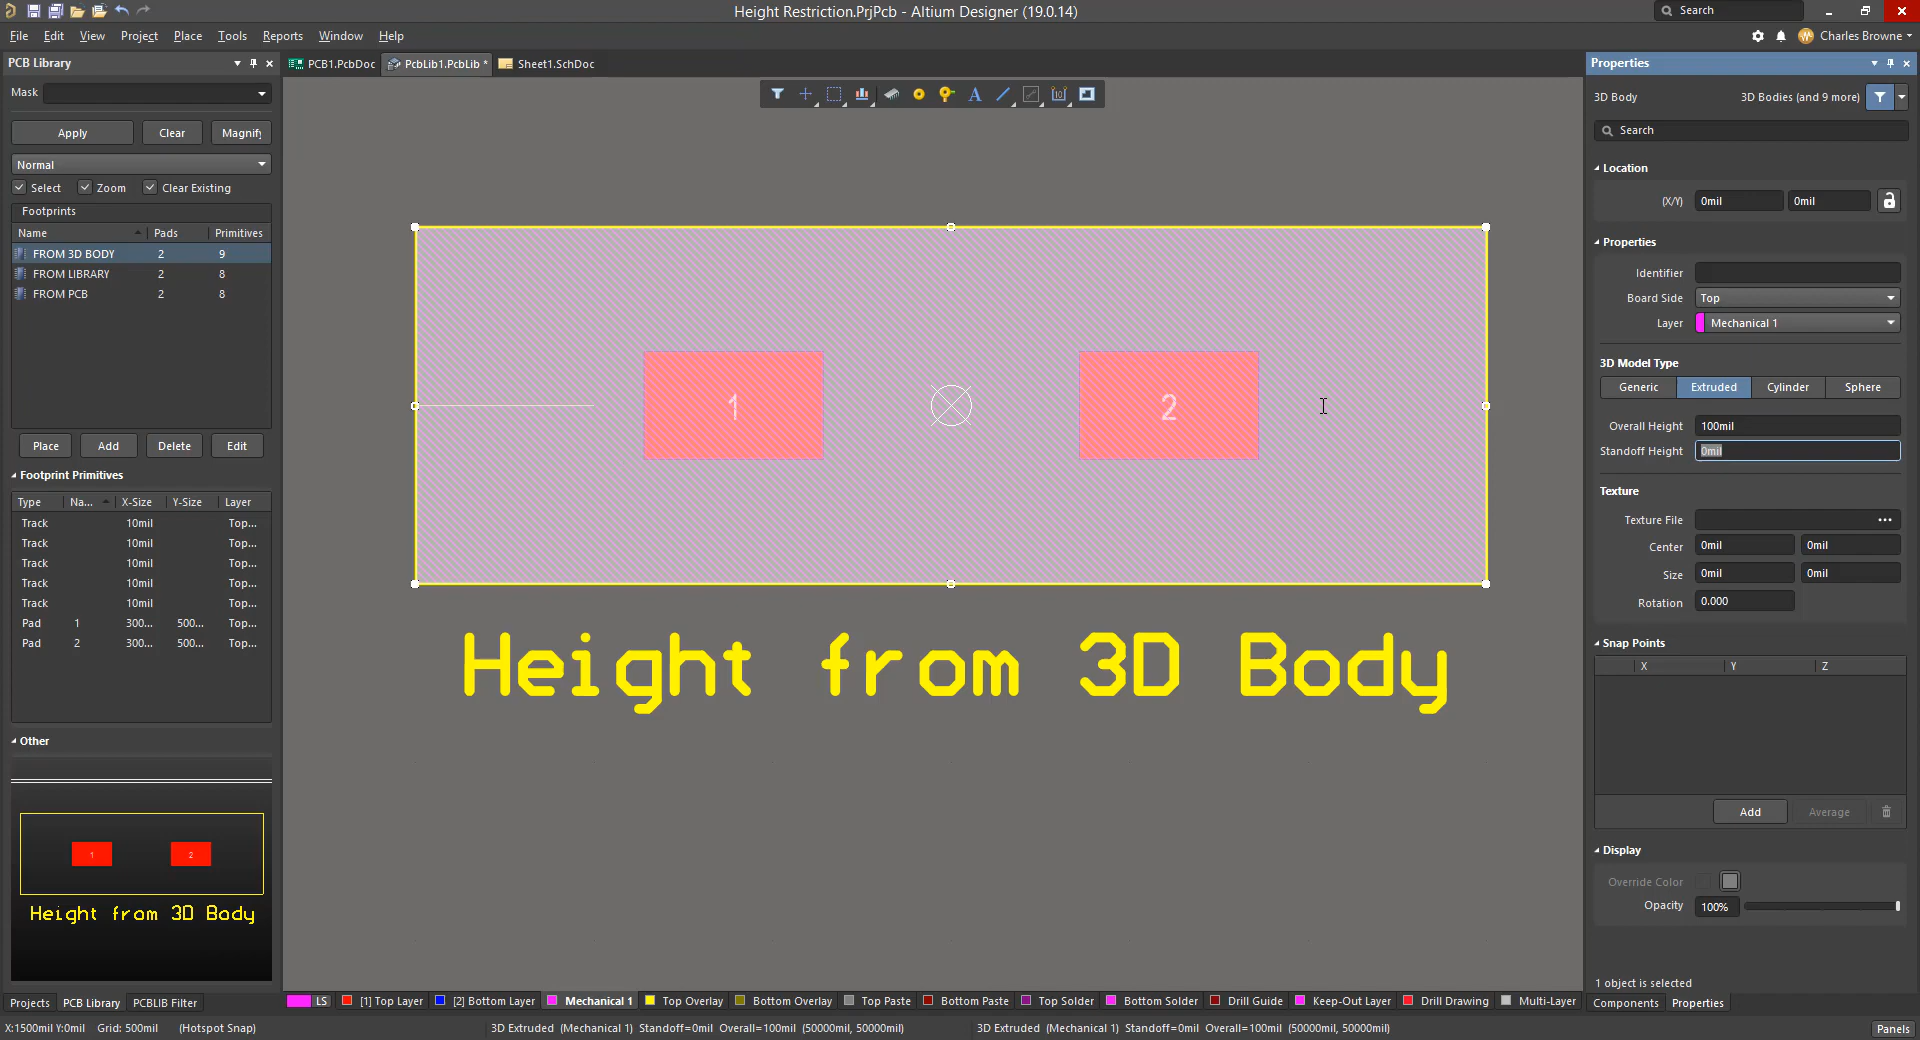 Height Restriction.PrjPcb - Altium Designer (19.0.14)
Search
File Edit View Project Place Tools Reports Window Help
Charles Browne
PCB Library
PCB1.PcbDoc PcbLib1.PcbLib * Sheet1.SchDoc
Properties
Mask
3D Body 3D Bodies (and 9 more)
Apply Clear Magnify
Search
Normal
Select Zoom Clear Existing
Location
(X/Y) 0mil 0mil
Footprints
Name Pads Primitives
FROM 3D BODY 2 9
FROM LIBRARY 2 8
FROM PCB 2 8
Properties
Identifier
Board Side Top
Layer Mechanical 1
3D Model Type
Generic Extruded Cylinder Sphere
Overall Height 100mil
Standoff Height 0mil
1 2
Place Add Delete Edit
Footprint Primitives
Type Na... X-Size Y-Size Layer
Track 10mil Top...
Track 10mil Top...
Track 10mil Top...
Track 10mil Top...
Track 10mil Top...
Pad 1 300... 500... Top...
Pad 2 300... 500... Top...
Texture
Texture File ...
Center 0mil 0mil
Size 0mil 0mil
Rotation 0.000
Height from 3D Body
Snap Points
X Y Z
Add Average
Other
1 2
Height from 3D Body
Display
Override Color
Opacity 100%
1 object is selected
Projects PCB Library PCBLIB Filter
LS [1] Top Layer [2] Bottom Layer Mechanical 1 Top Overlay Bottom Overlay Top Paste Bottom Paste Top Solder Bottom Solder Drill Guide Keep-Out Layer Drill Drawing Multi-Layer
Components Properties
X:1500mil Y:0mil Grid: 500mil (Hotspot Snap)
3D Extruded (Mechanical 1) Standoff=0mil Overall=100mil (50000mil, 50000mil)
3D Extruded (Mechanical 1) Standoff=0mil Overall=100mil (50000mil, 50000mil)
Panels